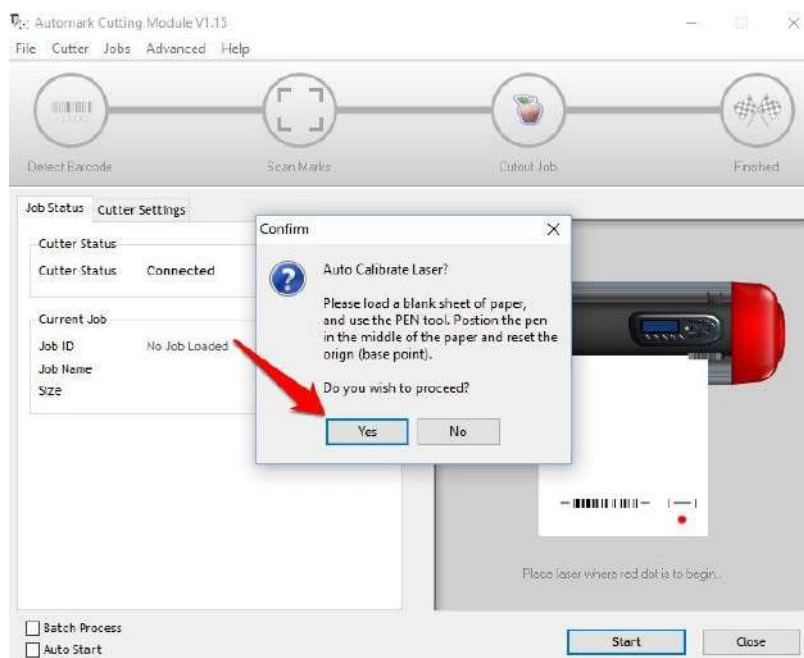 Automark Cutting Module V1.15
File Cutter Jobs Advanced Help
Detect Barcode Scan Marks Cutout Job Finished
Job Status Cutter Settings
Cutter Status
Cutter Status Connected
Current Job
Job ID No Job Loaded
Job Name
Size
Confirm
Auto Calibrate Laser?
Please load a blank sheet of paper,
and use the PEN tool. Postion the pen
in the middle of the paper and reset the
orign (base point).
Do you wish to proceed?
Yes No
Place laser where red dot is to begin..
Batch Process
Auto Start
Start Close